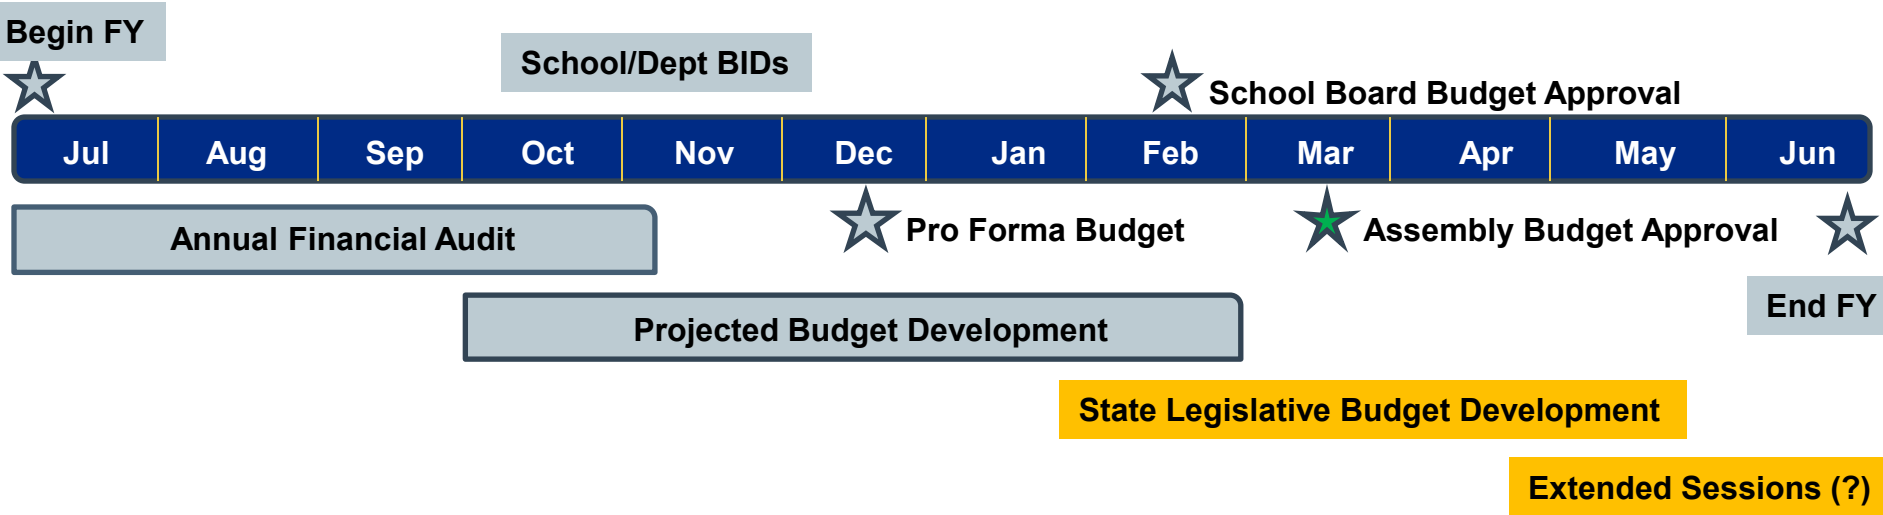 Begin FY
School/Dept BIDs
School Board Budget Approval
Jul Aug Sep Oct Nov Dec Jan Feb Mar Apr May Jun
Annual Financial Audit
Pro Forma Budget
Assembly Budget Approval
End FY
Projected Budget Development
State Legislative Budget Development
Extended Sessions (?)